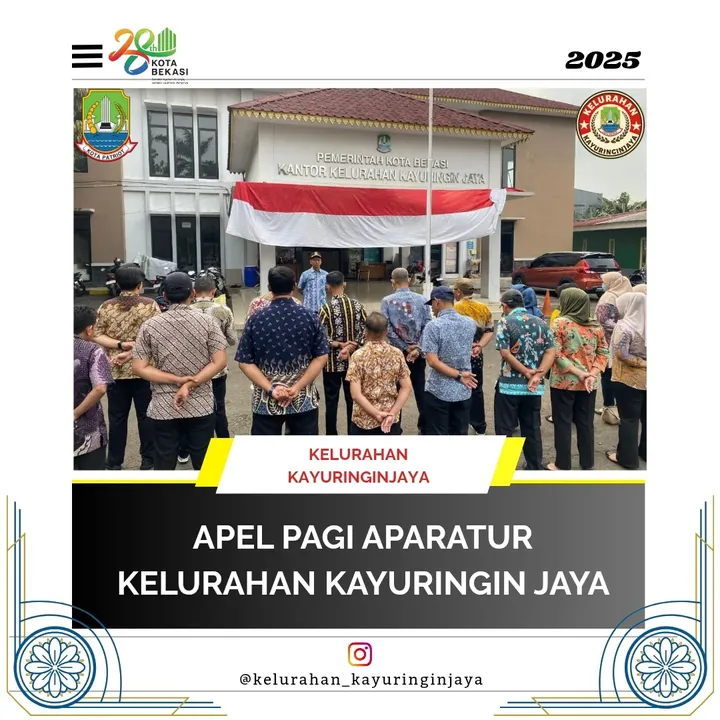 28th
KOTA
BEKASI
2025
KOTA PATRIOT
KELURAHAN
KAYURINGINJAYA
PEMERINTAH KOTA BEKASI
KANTOR KELURAHAN KAYURINGIN JAYA
KELURAHAN
KAYURINGINJAYA
APEL PAGI APARATUR
KELURAHAN KAYURINGIN JAYA
@kelurahan_kayuringinjaya